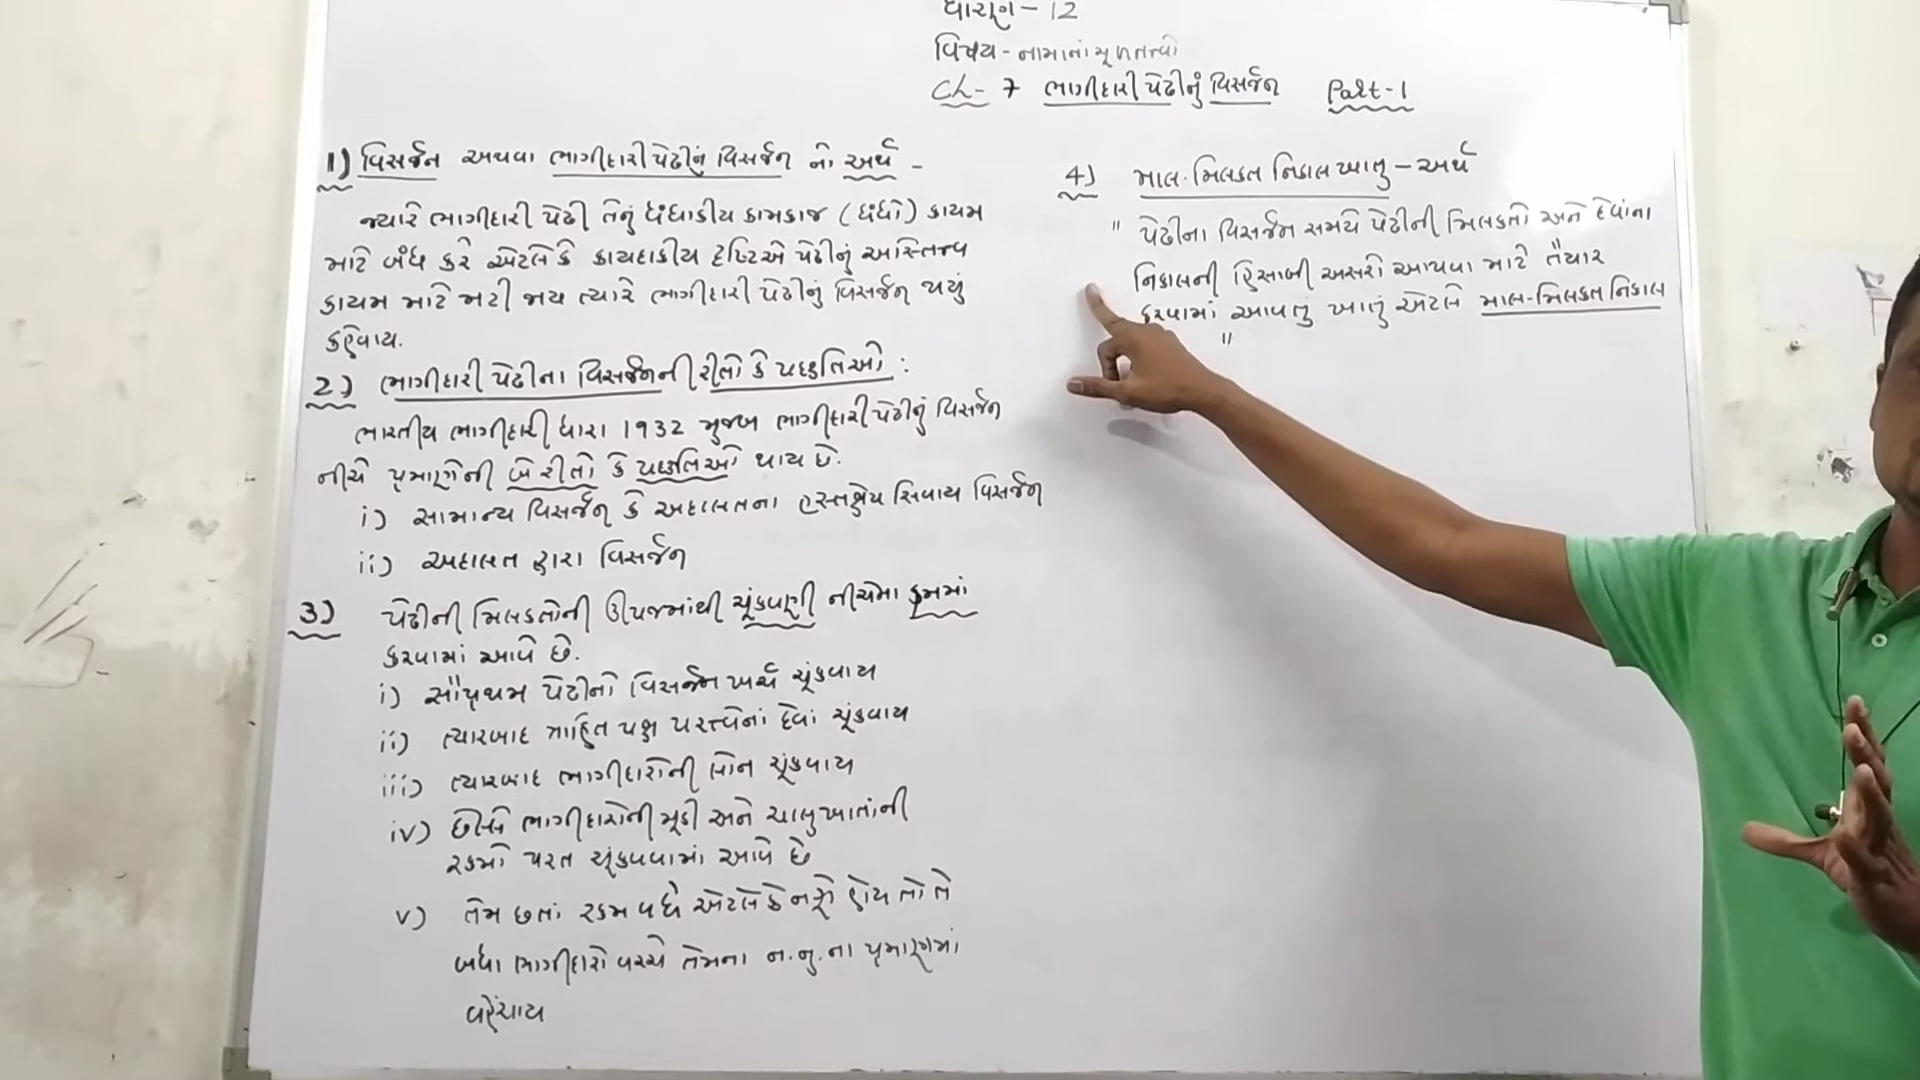 ધોરણ - 12
વિષય - નામાનાં મૂળતત્ત્વો
Ch- 7 ભાગીદારી પેઢીનું વિસર્જન Part-1
1) વિસર્જન અથવા ભાગીદારી પેઢીનું વિસર્જન નો અર્થ -
જ્યારે ભાગીદારી પેઢી તેનું ધંધાકીય કામકાજ (ધંધો) કાયમ
માટે બંધ કરે એટલે કે કાયદાકીય દૃષ્ટિએ પેઢીનું અસ્તિત્વ
કાયમ માટે મટી જાય ત્યારે ભાગીદારી પેઢીનું વિસર્જન થયું
કહેવાય.
2) ભાગીદારી પેઢીના વિસર્જનની રીતો કે પદ્ધતિઓ :
ભારતીય ભાગીદારી ધારા 1932 મુજબ ભાગીદારી પેઢીનું વિસર્જન
નીચે પ્રમાણેની બે રીતો કે પદ્ધતિઓ થાય છે.
i) સામાન્ય વિસર્જન કે અદાલતના હસ્તક્ષેપ સિવાય વિસર્જન
ii) અદાલત દ્વારા વિસર્જન
3) પેઢીની મિલકતોની ઊપજમાંથી ચૂંકવણી નીચેના ક્રમમાં
કરવામાં આવે છે.
i) સૌપ્રથમ પેઢીનો વિસર્જન ખર્ચ ચૂંકવાય
ii) ત્યારબાદ ત્રાહિત પક્ષ પરત્વેનાં દેવાં ચૂંકવાય
iii) ત્યારબાદ ભાગીદારોની લોન ચૂંકવાય
iv) છેલ્લે ભાગીદારોની મૂડી અને ચાલુ ખાતાંની
રકમો પરત ચૂંકવવામાં આવે છે
v) તેમ છતાં રકમ વધે એટલે કે નફો હોય તો તે
બધા ભાગીદારો વચ્ચે તેમના ન.નુ.ના પ્રમાણમાં
વહેંચાય
4) માલ-મિલકત નિકાલ ખાતુ - અર્થ
" પેઢીના વિસર્જન સમયે પેઢીની મિલકતો અને દેવાંના
નિકાલની હિસાબી અસરો આપવા માટે તૈયાર
કરવામાં આવતું ખાતું એટલે માલ-મિલકત નિકાલ
"